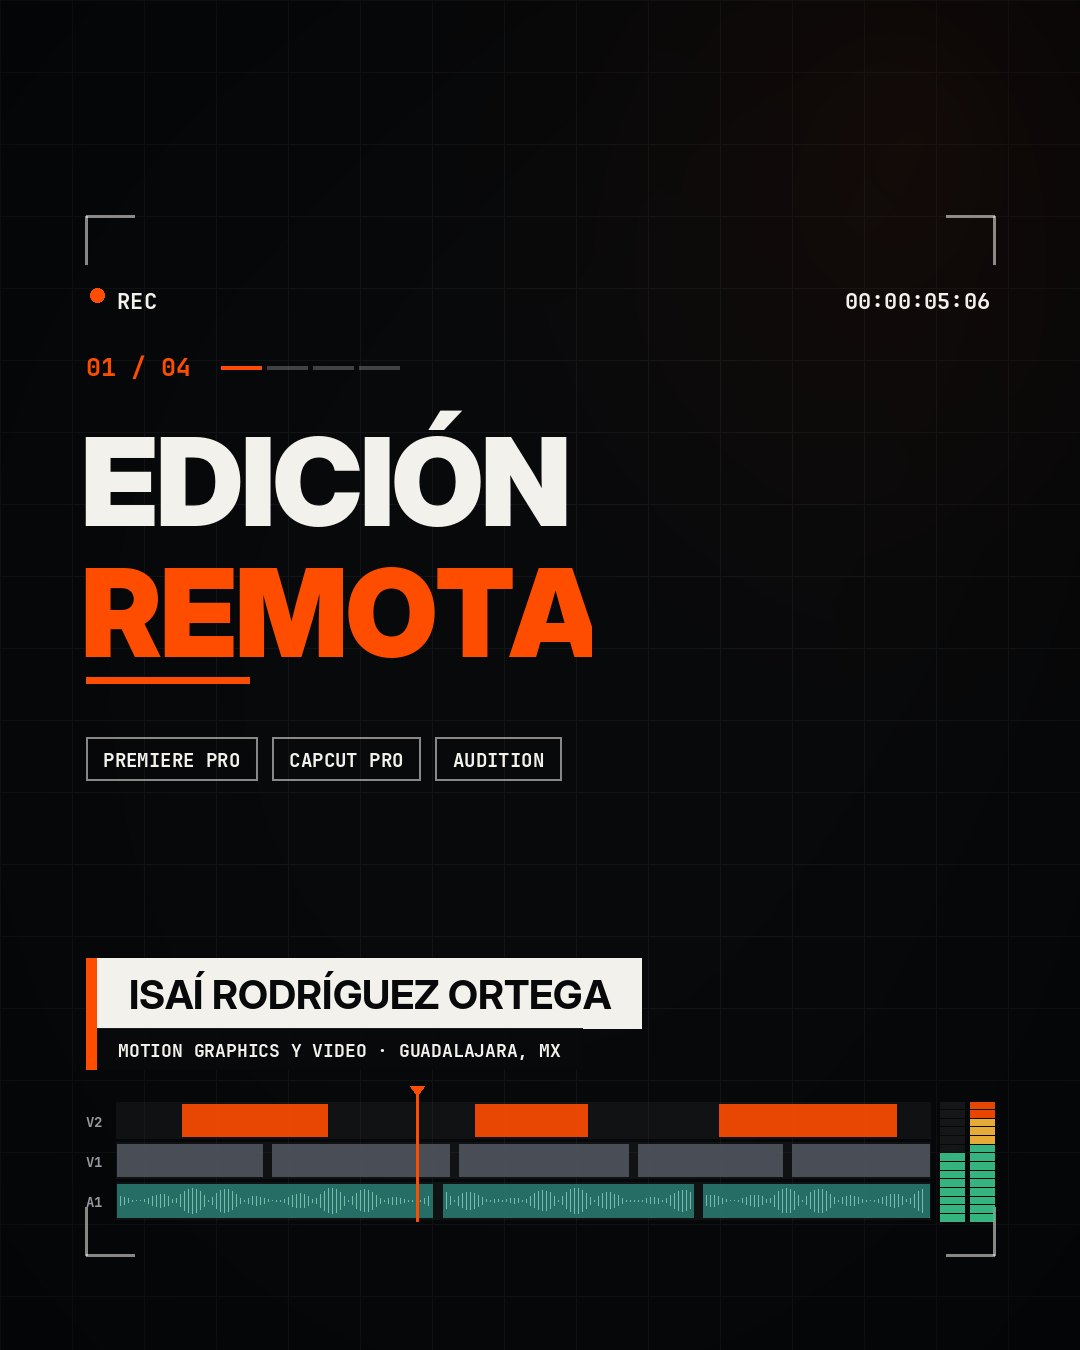 REC
00:00:05:06
01 / 04
EDICIÓN
REMOTA
PREMIERE PRO
CAPCUT PRO
AUDITION
ISAÍ RODRÍGUEZ ORTEGA
MOTION GRAPHICS Y VIDEO · GUADALAJARA, MX
V2
V1
A1